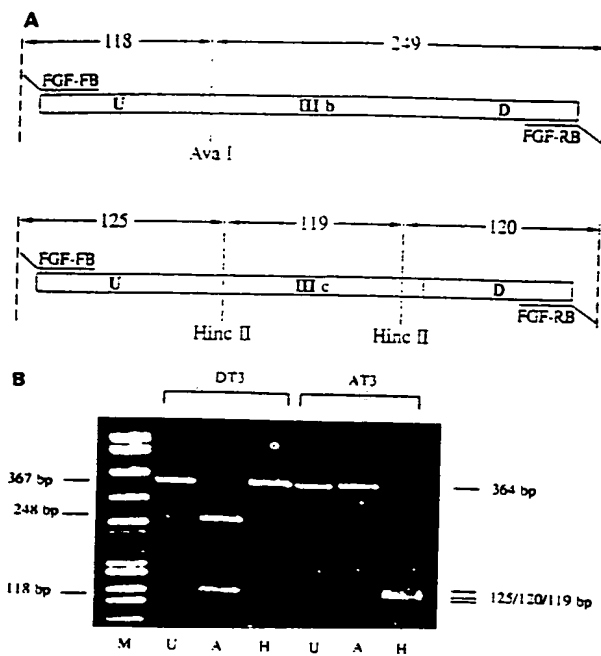 A
118 249
FGF-FB
U III b D
FGF-RB
Ava I
125 119 120
FGF-FB
U III c D
FGF-RB
Hinc II Hinc II
B
DT3 AT3
367 bp 364 bp
248 bp
118 bp 125/120/119 bp
M U A H U A H